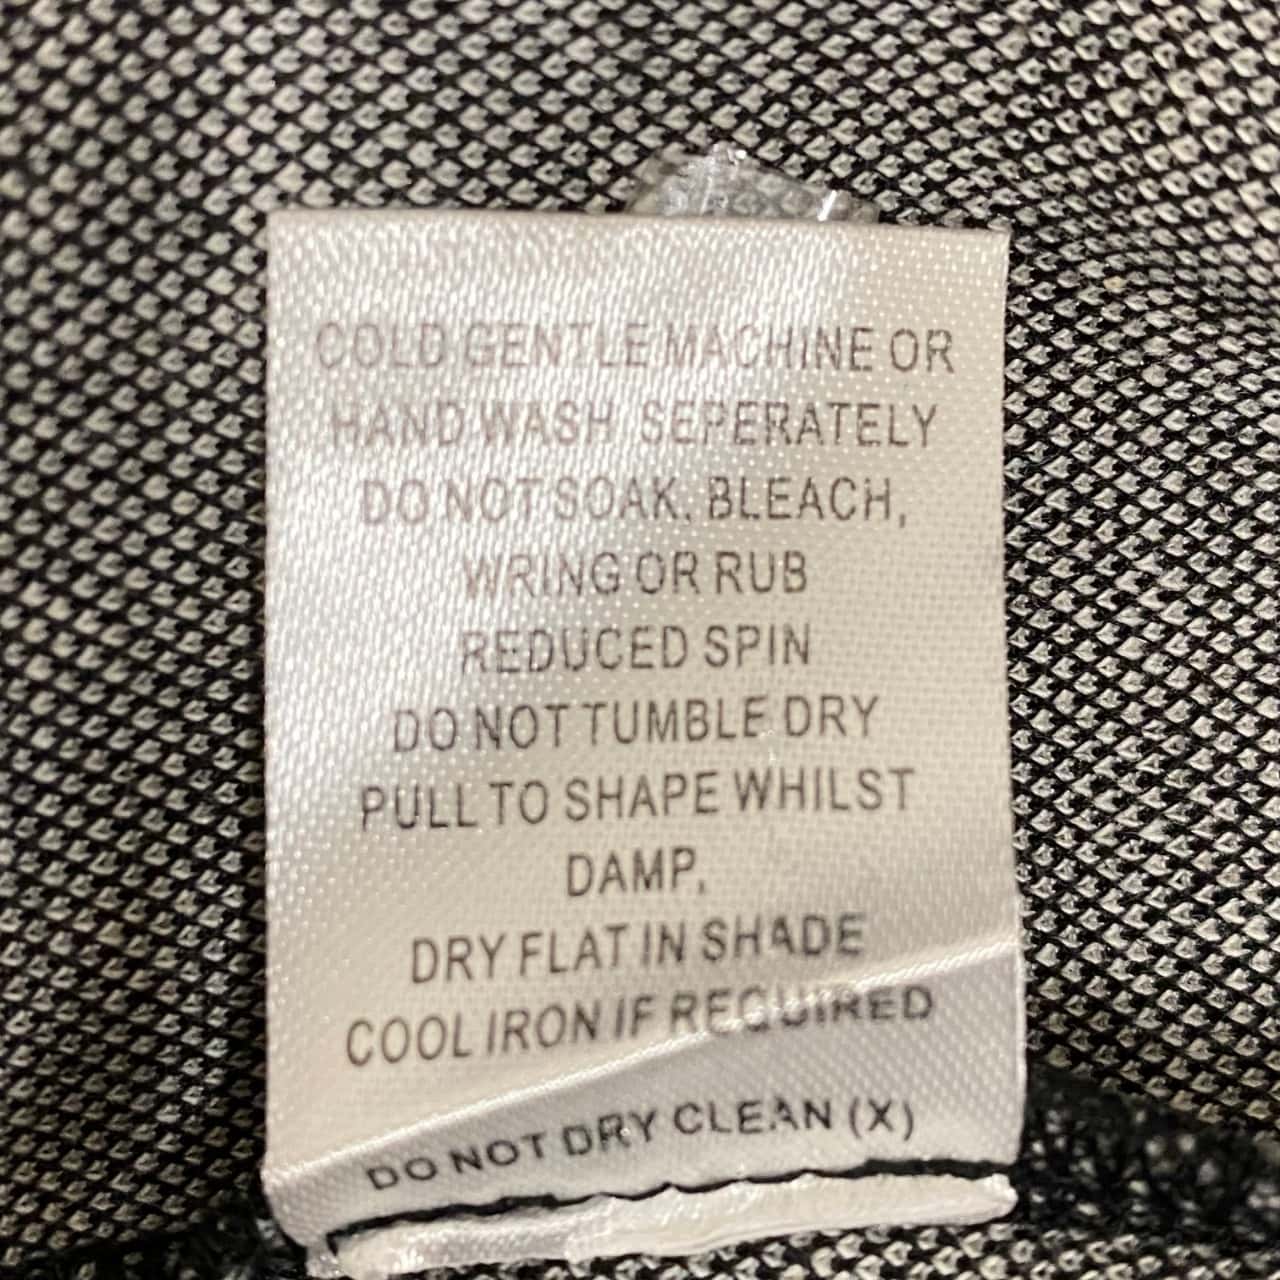 COLD GENTLE MACHINE OR
HAND WASH SEPERATELY
DO NOT SOAK, BLEACH,
WRING OR RUB
REDUCED SPIN
DO NOT TUMBLE DRY
PULL TO SHAPE WHILST
DAMP,
DRY FLAT IN SHADE
COOL IRON IF REQUIRED
DO NOT DRY CLEAN (X)